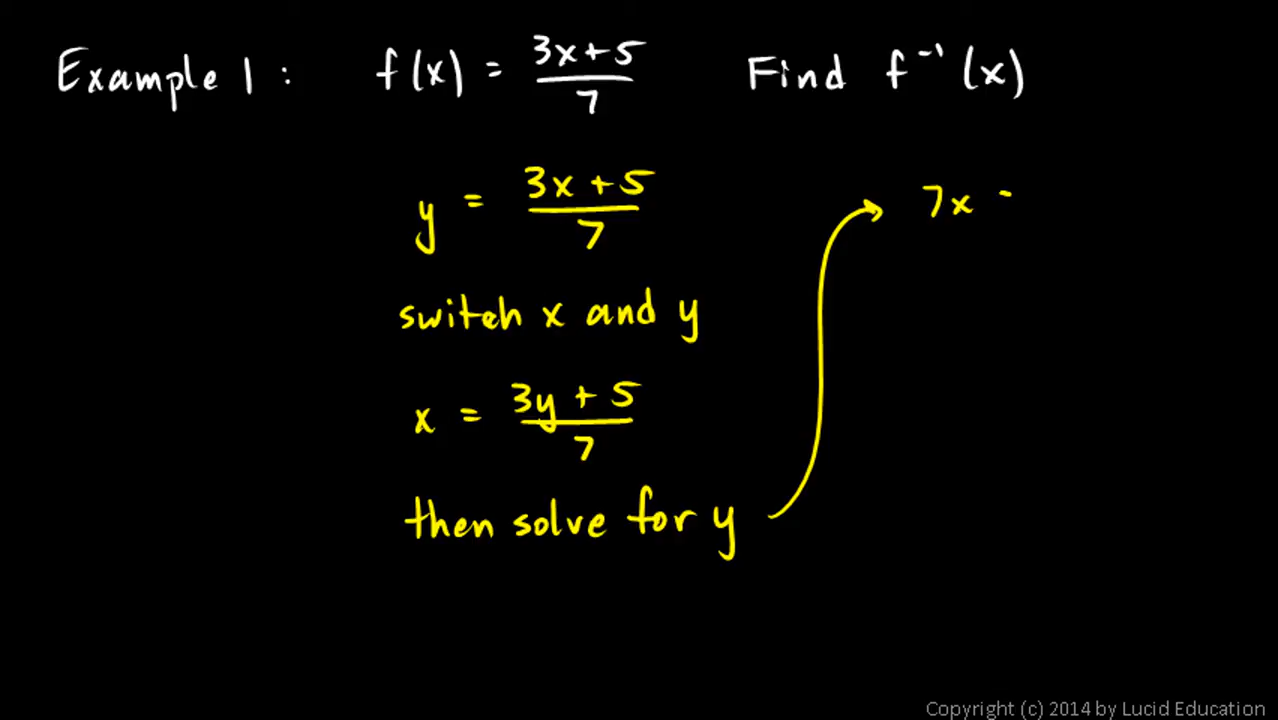 Example 1: f(x) = (3x+5)/7 Find f⁻¹(x)
y = (3x+5)/7
switch x and y
x = (3y+5)/7
then solve for y
7x -
Copyright (c) 2014 by Lucid Education